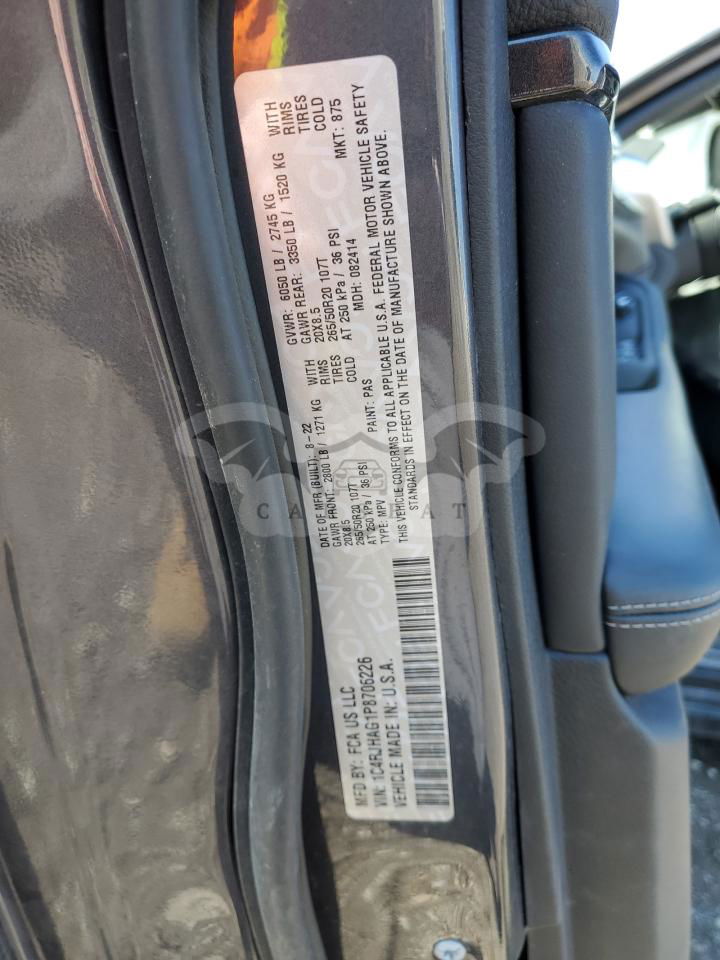 MFD BY: FCA US LLC
DATE OF MFR (BUILT): 8-22
GVWR: 6050 LB / 2745 KG
GAWR FRONT: 2800 LB / 1271 KG WITH
GAWR REAR: 3350 LB / 1520 KG WITH
20X8.5 RIMS
20X8.5 RIMS
265/50R20 107T TIRES
265/50R20 107T TIRES
AT 250 kPa / 36 PSI COLD
AT 250 kPa / 36 PSI COLD
VIN: 1C4RJHAG1P8706226
TYPE: MPV
PAINT: PAS
MDH: 082414
MKT: 875
VEHICLE MADE IN: U.S.A.
THIS VEHICLE CONFORMS TO ALL APPLICABLE U.S.A. FEDERAL MOTOR VEHICLE SAFETY
STANDARDS IN EFFECT ON THE DATE OF MANUFACTURE SHOWN ABOVE.